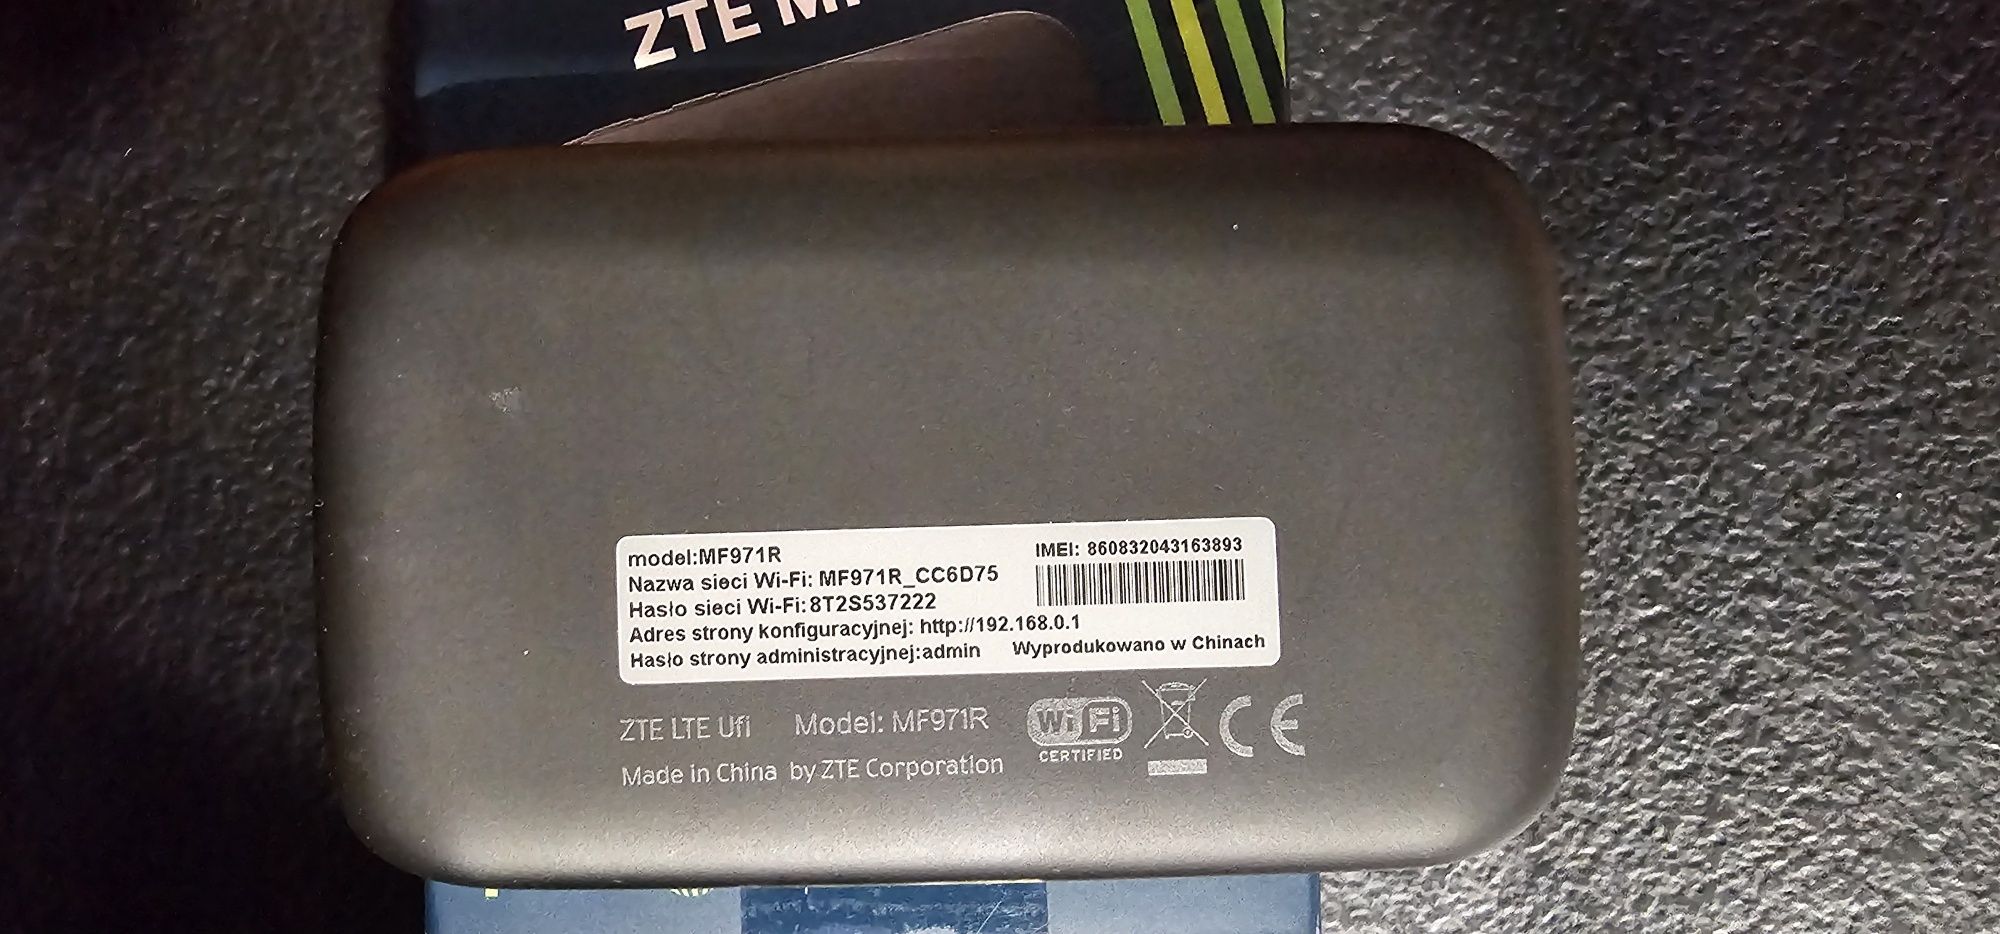 ZTE
model:MF971R
IMEI: 860832043163893
Nazwa sieci Wi-Fi: MF971R_CC6D75
Hasło sieci Wi-Fi:8T2S537222
Adres strony konfiguracyjnej: http://192.168.0.1
Hasło strony administracyjnej:admin Wyprodukowano w Chinach
ZTE LTE Ufi Model: MF971R
Wi Fi
CERTIFIED
CE
Made in China by ZTE Corporation